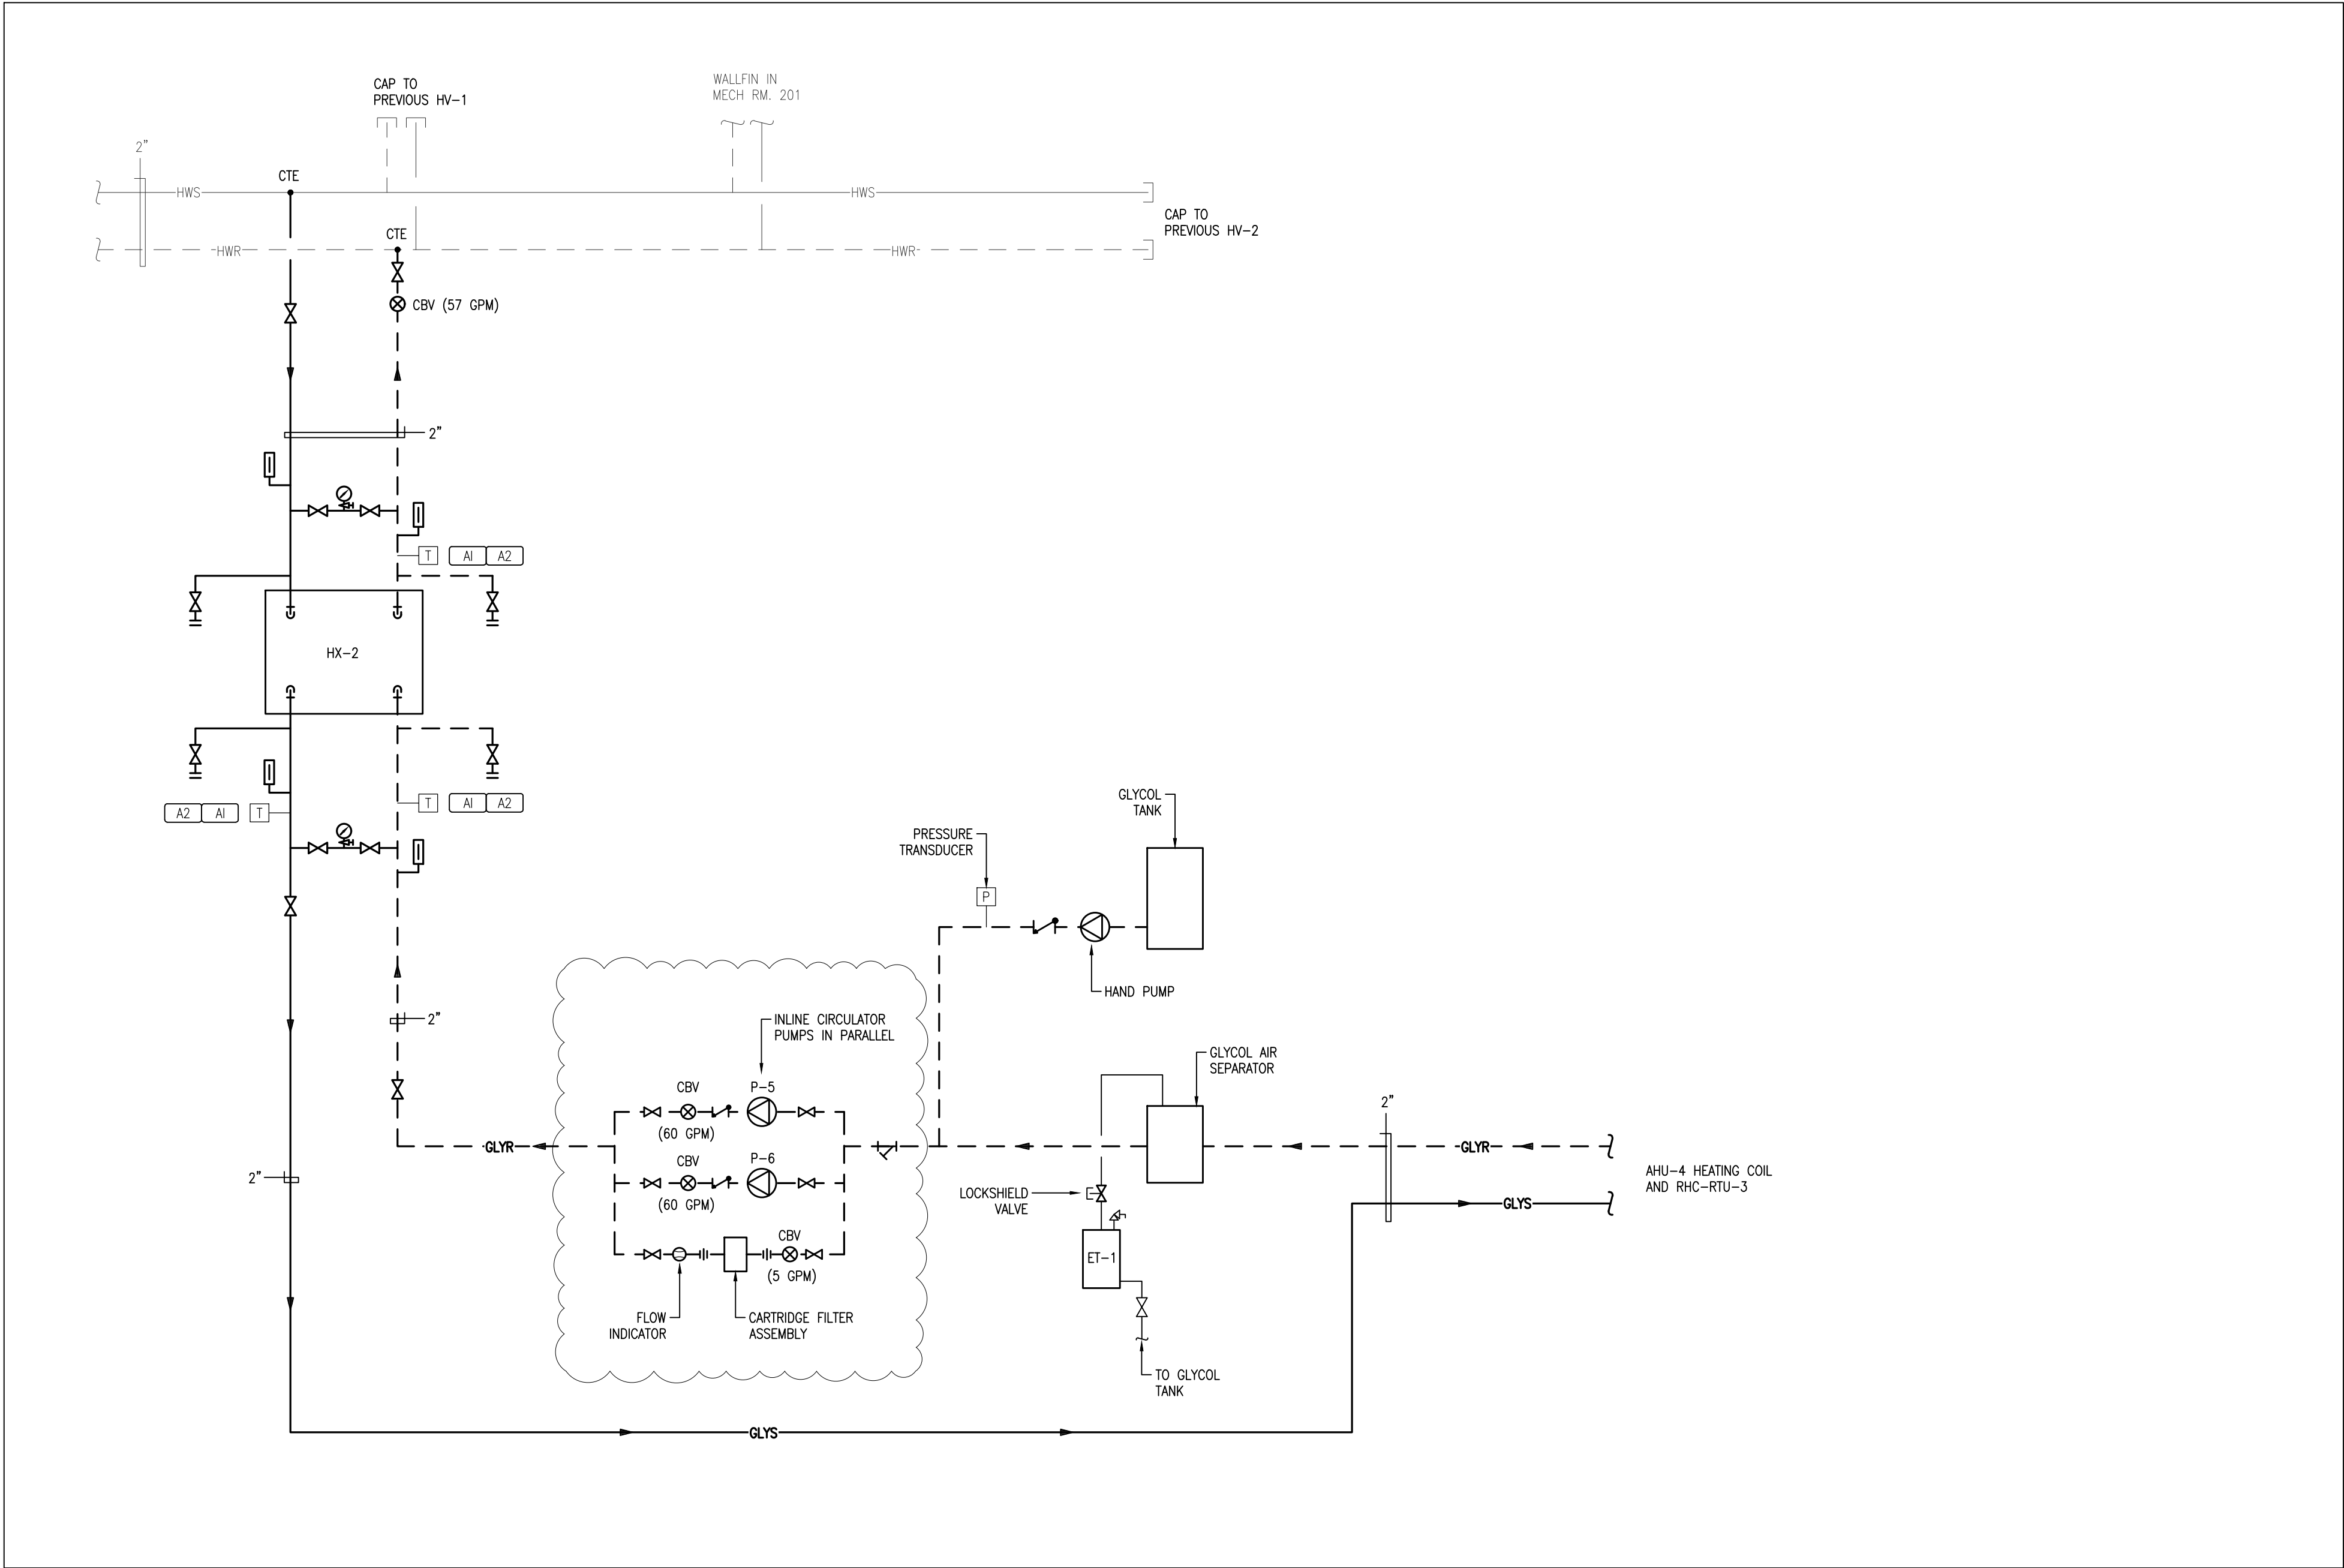 CAP TO
PREVIOUS HV-1
WALLFIN IN
MECH RM. 201
2"
CTE
HWS
HWS
CAP TO
PREVIOUS HV-2
CTE
HWR
HWR
CBV (57 GPM)
2"
T AI A2
HX-2
A2 AI T
T AI A2
GLYCOL
TANK
PRESSURE
TRANSDUCER
P
HAND PUMP
2"
INLINE CIRCULATOR
PUMPS IN PARALLEL
GLYCOL AIR
SEPARATOR
CBV
P-5
(60 GPM)
2"
GLYR
GLYR
CBV
P-6
(60 GPM)
AHU-4 HEATING COIL
AND RHC-RTU-3
2"
LOCKSHIELD
VALVE
GLYS
CBV
(5 GPM)
ET-1
FLOW
INDICATOR
CARTRIDGE FILTER
ASSEMBLY
TO GLYCOL
TANK
GLYS